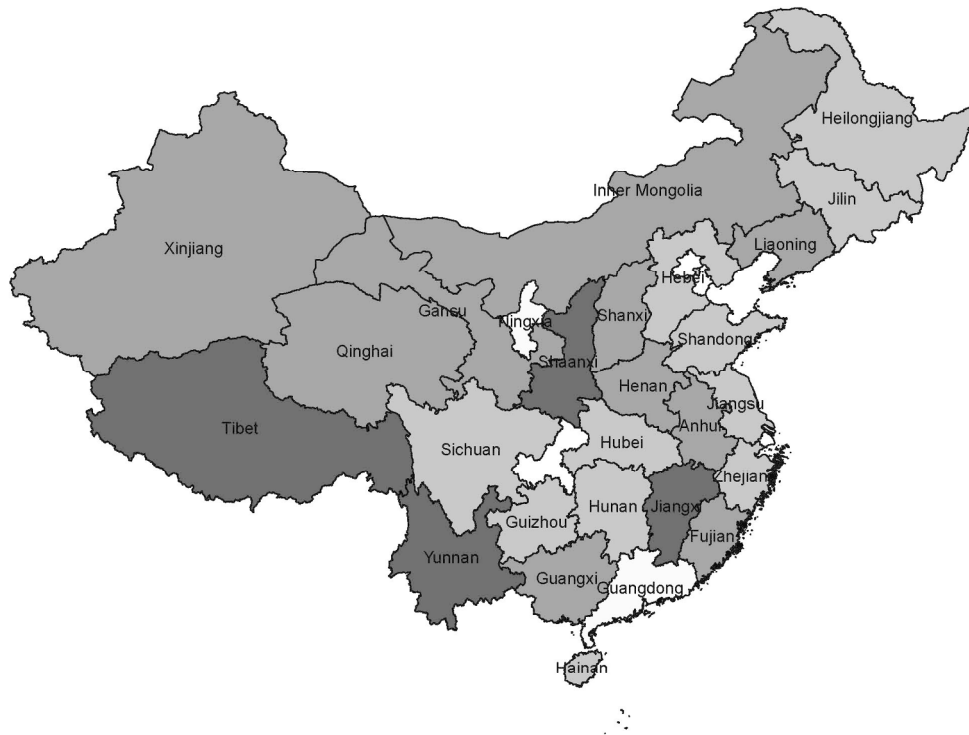 Heilongjiang
Inner Mongolia
Jilin
Xinjiang
Liaoning
Hebei
Gansu
Ningxia
Shanxi
Shandong
Qinghai
Shaanxi
Henan
Jiangsu
Tibet
Anhui
Sichuan
Hubei
Zhejian
Hunan
Jiangxi
Guizhou
Fujian
Yunnan
Guangxi
Guangdong
Hainan